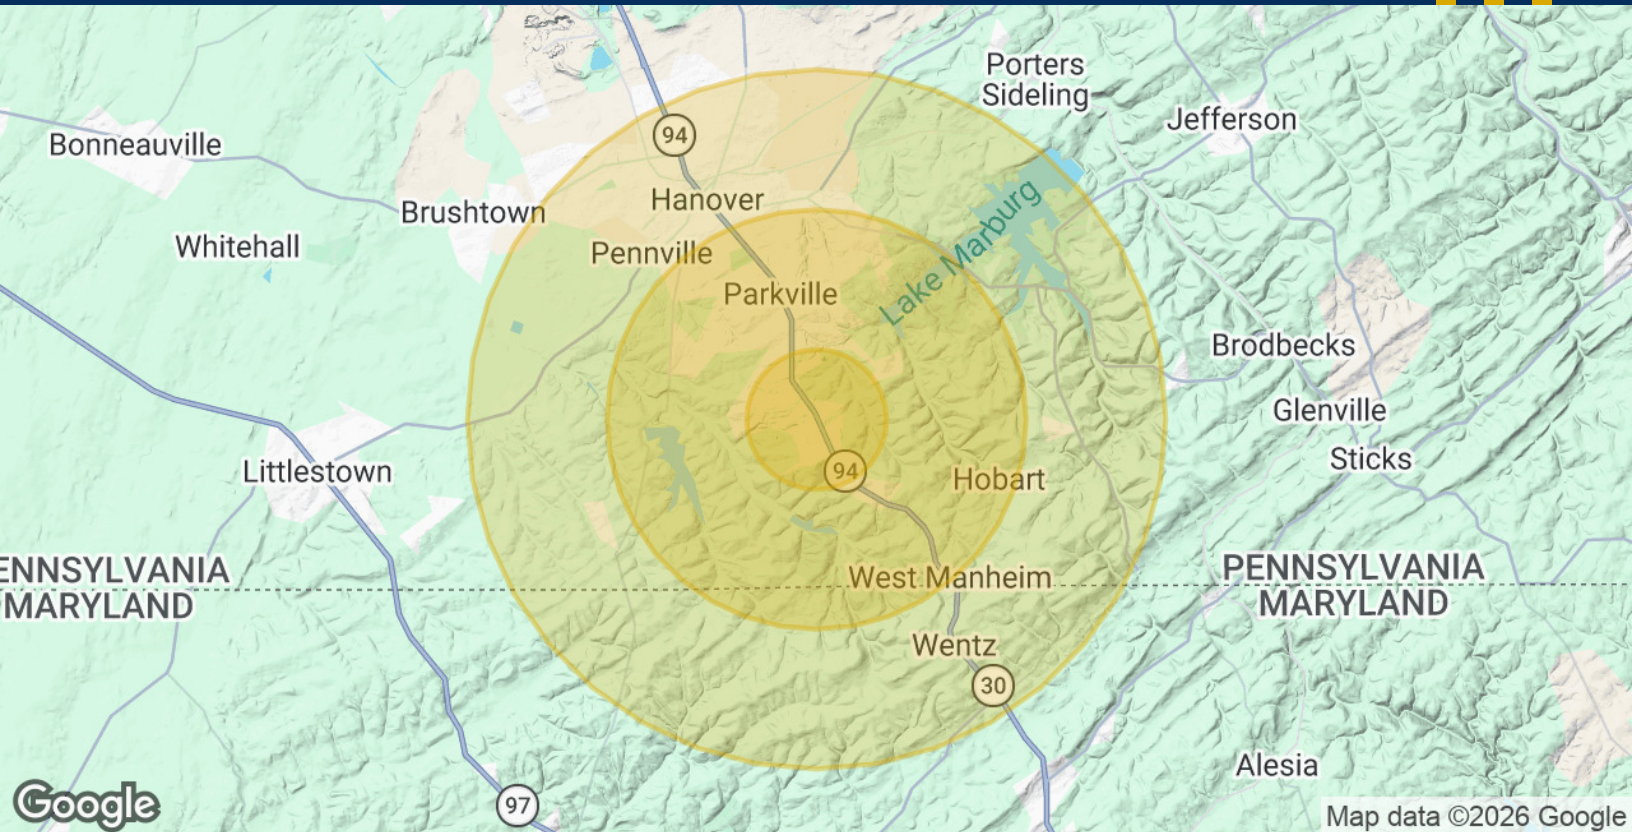 Porters
Sideling
Jefferson
94
Bonneauville
Hanover
Brushtown
Whitehall
Pennville
Lake Marburg
Parkville
Brodbecks
Glenville
Sticks
Littlestown
94
Hobart
ENNSYLVANIA
MARYLAND
West Manheim
PENNSYLVANIA
MARYLAND
Wentz
30
Alesia
97
Google
Map data ©2026 Google